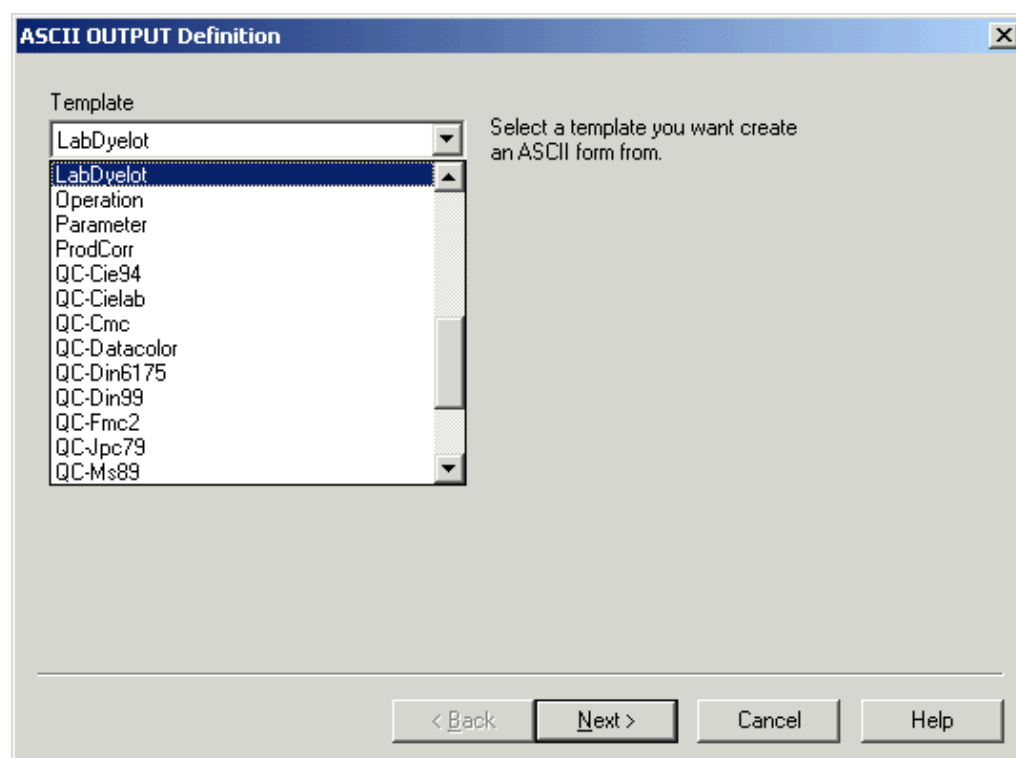 ASCII OUTPUT Definition
Template
LabDyelot
Select a template you want create
an ASCII form from.
LabDyelot
Operation
Parameter
ProdCorr
QC-Cie94
QC-Cielab
QC-Cmc
QC-Datacolor
QC-Din6175
QC-Din99
QC-Fmc2
QC-Jpc79
QC-Ms89
< Back
Next >
Cancel
Help